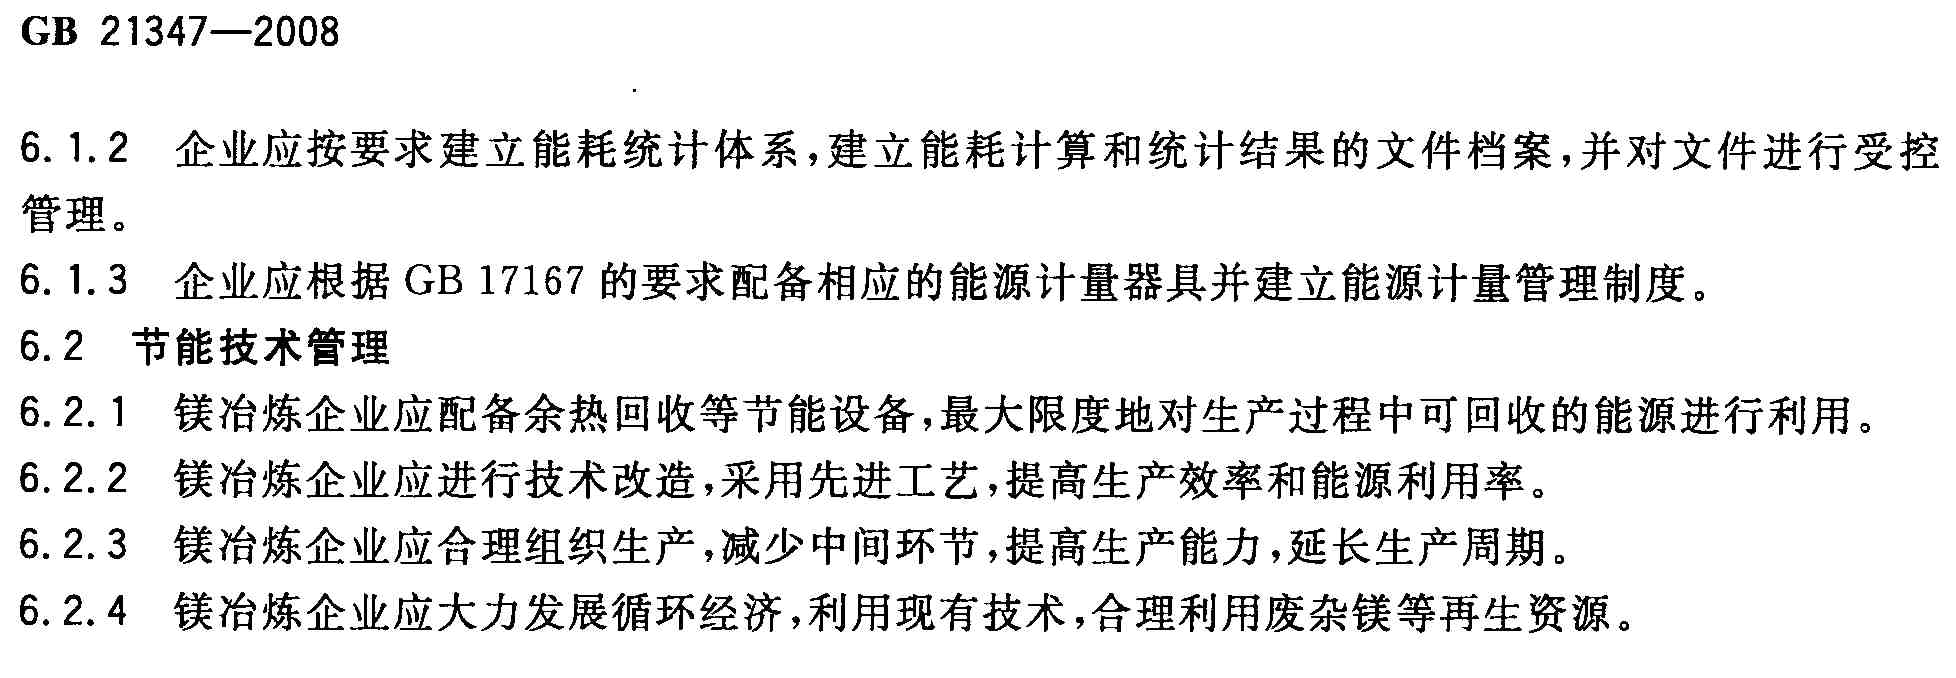 GB 21347—2008
6.1.2 企业应按要求建立能耗统计体系,建立能耗计算和统计结果的文件档案,并对文件进行受控
管理。
6.1.3 企业应根据 GB 17167 的要求配备相应的能源计量器具并建立能源计量管理制度。
6.2 节能技术管理
6.2.1 镁冶炼企业应配备余热回收等节能设备,最大限度地对生产过程中可回收的能源进行利用。
6.2.2 镁冶炼企业应进行技术改造,采用先进工艺,提高生产效率和能源利用率。
6.2.3 镁冶炼企业应合理组织生产,减少中间环节,提高生产能力,延长生产周期。
6.2.4 镁冶炼企业应大力发展循环经济,利用现有技术,合理利用废杂镁等再生资源。